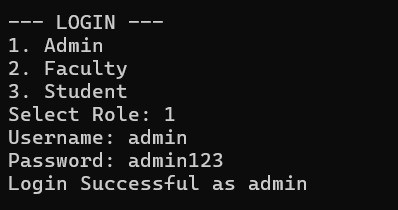 --- LOGIN ---
1. Admin
2. Faculty
3. Student
Select Role: 1
Username: admin
Password: admin123
Login Successful as admin